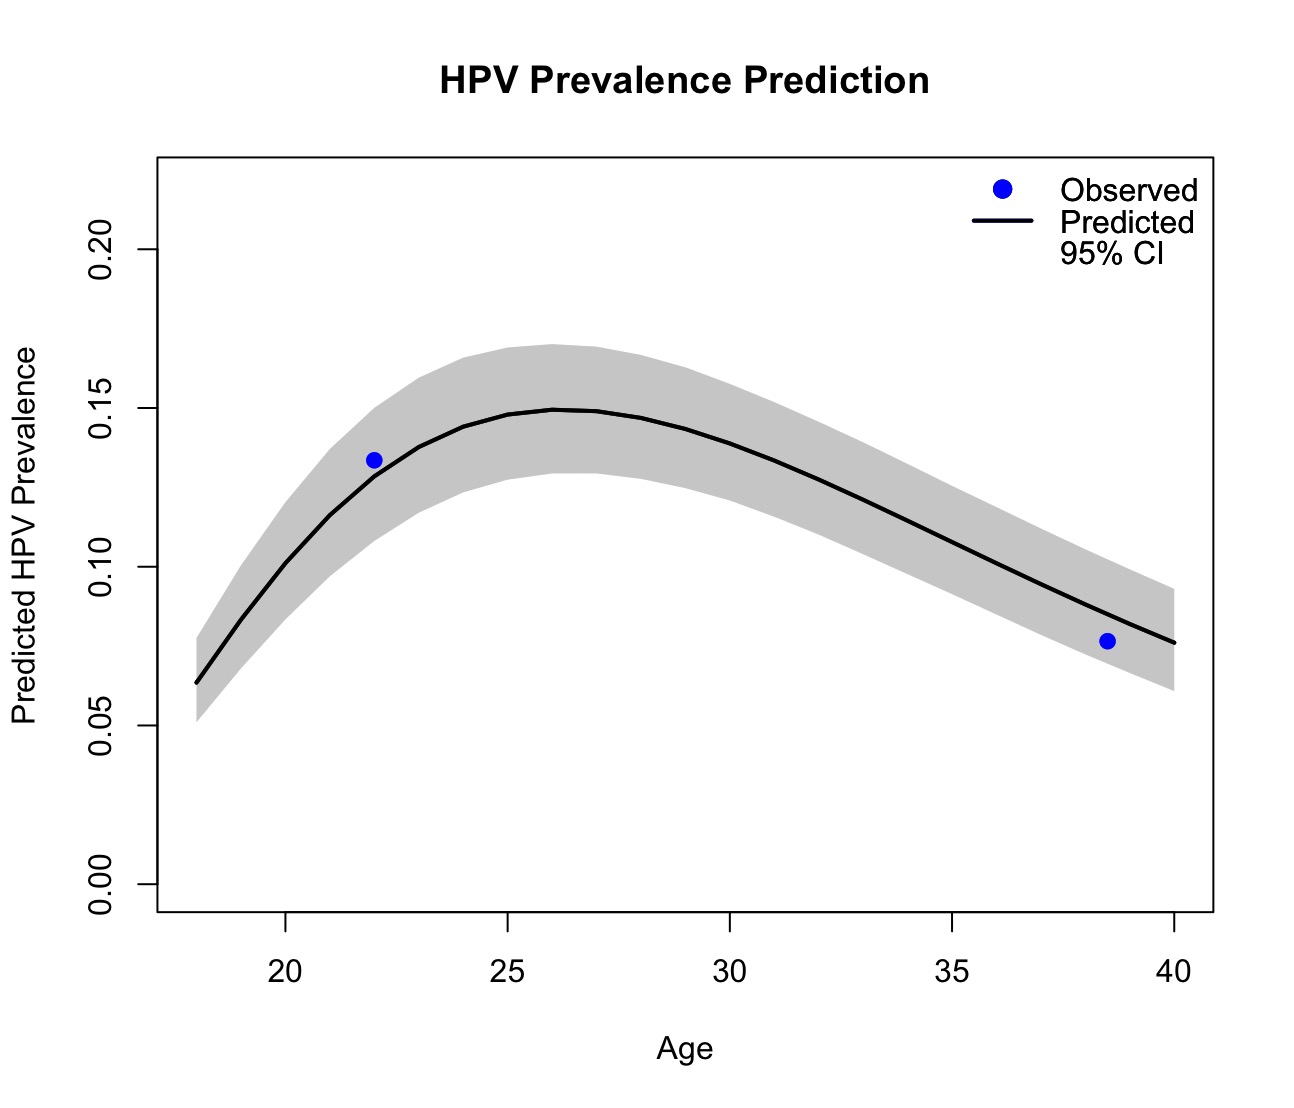 HPV Prevalence Prediction
Observed
Predicted
95% CI
Predicted HPV Prevalence
0.20
0.15
0.10
0.05
0.00
20 25 30 35 40
Age